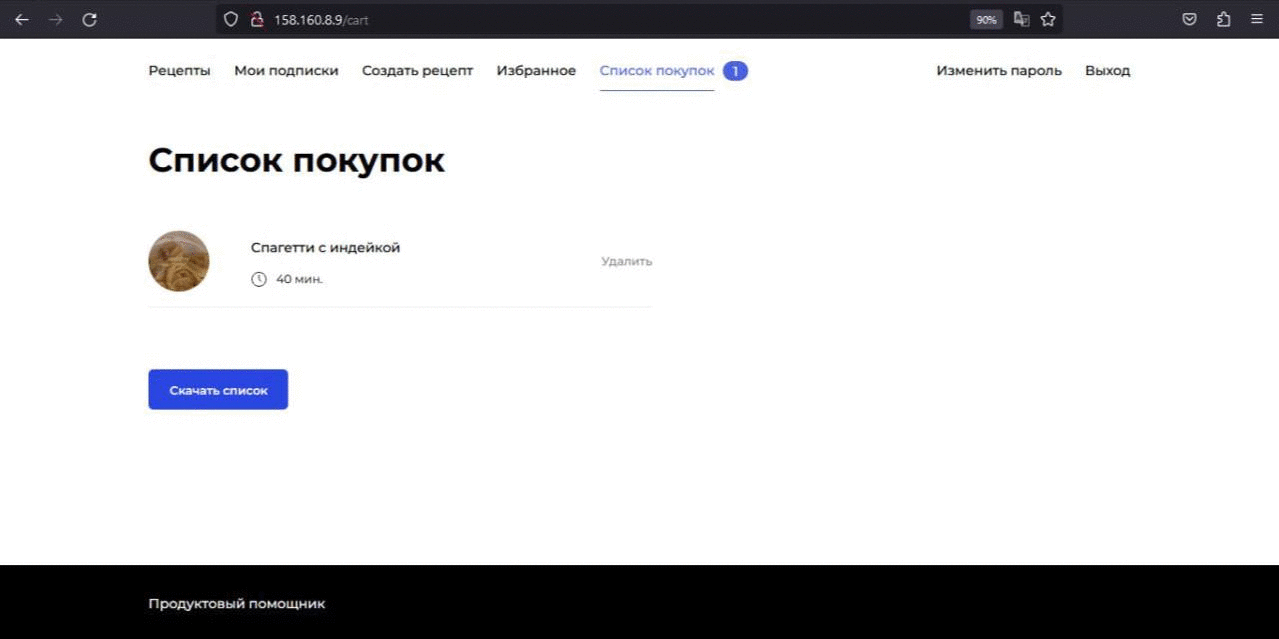 158.160.8.9/cart 90%
Рецепты Мои подписки Создать рецепт Избранное Список покупок 1 Изменить пароль Выход
Список покупок
Спагетти с индейкой
Удалить
40 мин.
Скачать список
Продуктовый помощник